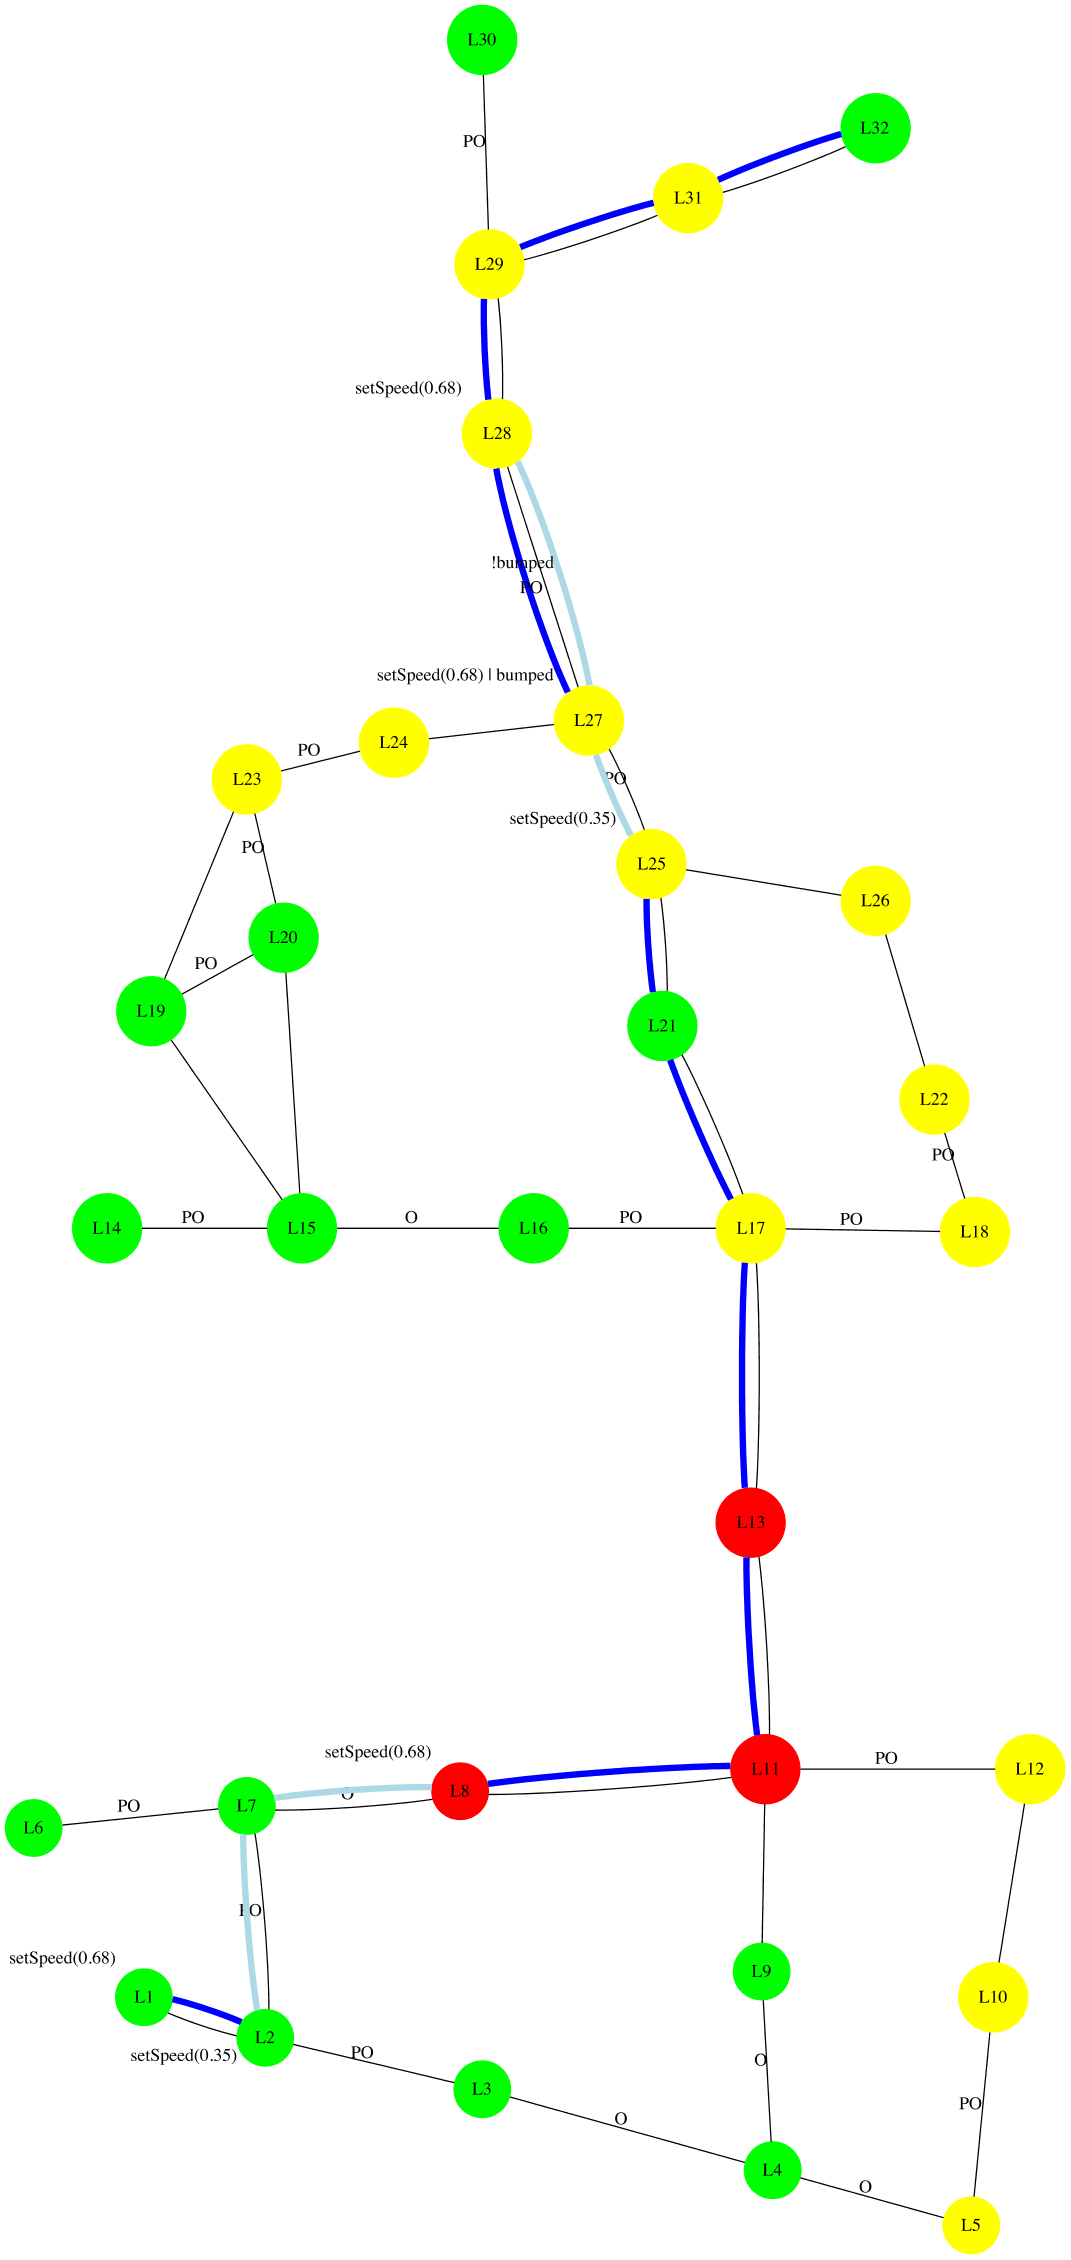 L30
L32
PO
L31
L29
setSpeed(0.68)
L28
!bumped
PO
setSpeed(0.68) | bumped
L27
L24
PO
L23
PO
setSpeed(0.35)
PO
L25
L26
L20
PO
L19
L21
L22
PO
L14
PO
L15
O
L16
PO
L17
PO
L18
L13
setSpeed(0.68)
PO
L11
L12
O
L8
PO
L7
L6
PO
setSpeed(0.68)
L9
L1
L10
L2
setSpeed(0.35)
PO
O
L3
PO
O
L4
O
L5